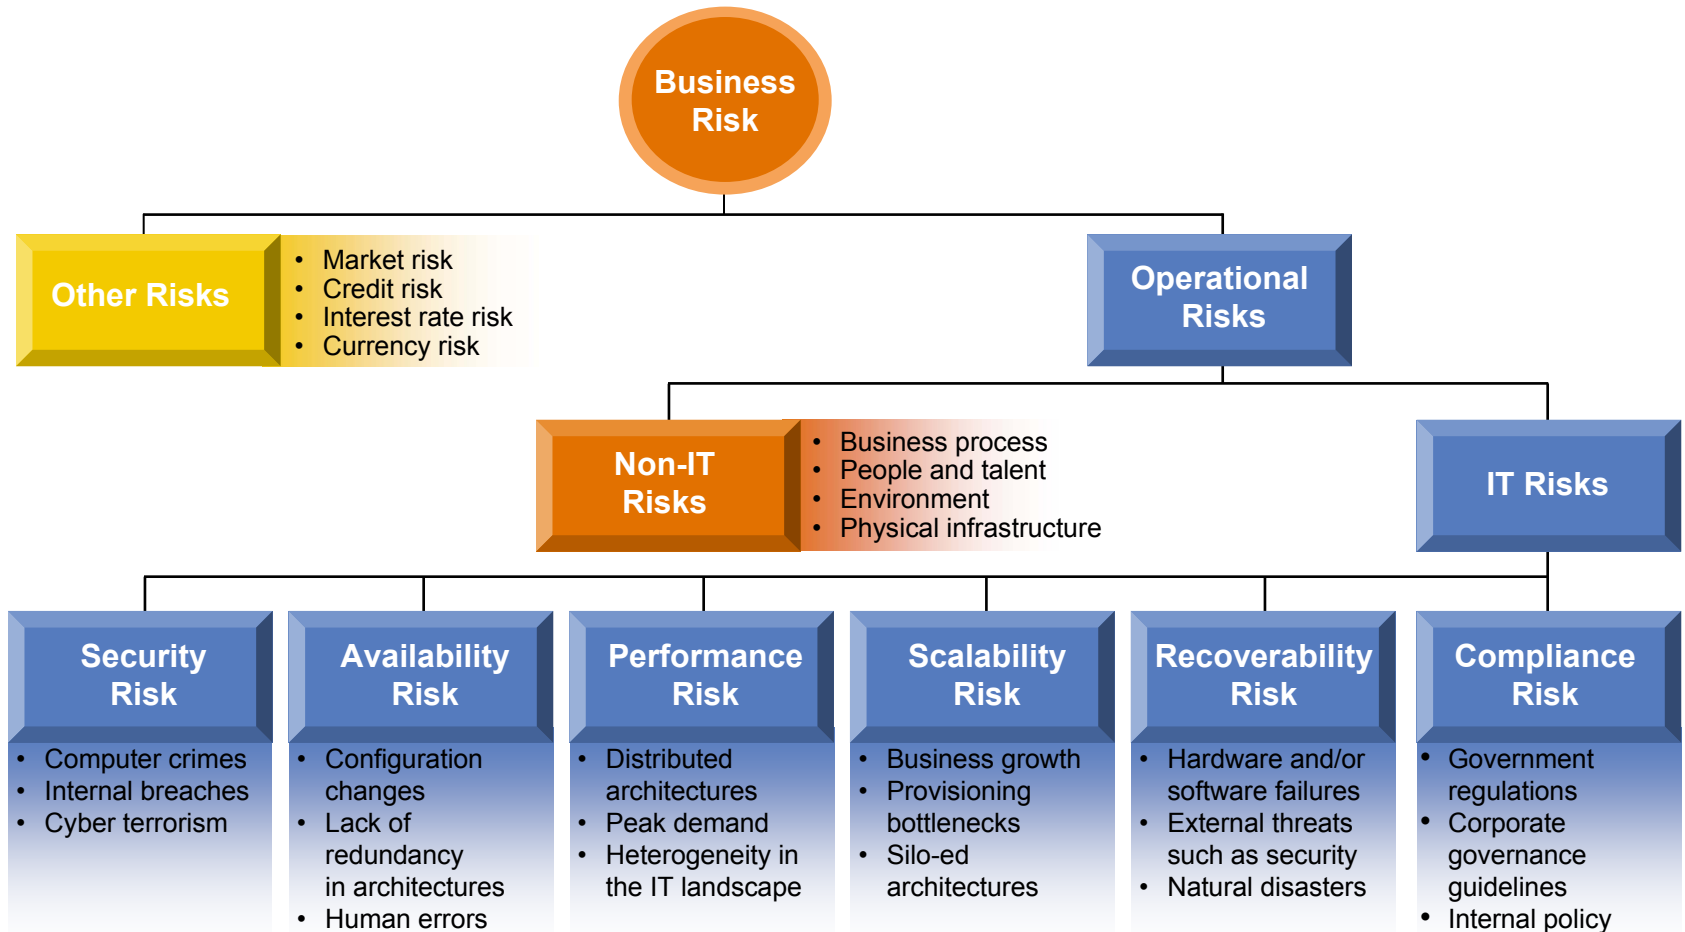 Business
Risk
Other Risks
• Market risk
• Credit risk
• Interest rate risk
• Currency risk
Operational
Risks
Non-IT
Risks
• Business process
• People and talent
• Environment
• Physical infrastructure
IT Risks
Security
Risk
• Computer crimes
• Internal breaches
• Cyber terrorism
Availability
Risk
• Configuration
changes
• Lack of
redundancy
in architectures
• Human errors
Performance
Risk
• Distributed
architectures
• Peak demand
• Heterogeneity in
the IT landscape
Scalability
Risk
• Business growth
• Provisioning
bottlenecks
• Silo-ed
architectures
Recoverability
Risk
• Hardware and/or
software failures
• External threats
such as security
• Natural disasters
Compliance
Risk
• Government
regulations
• Corporate
governance
guidelines
• Internal policy